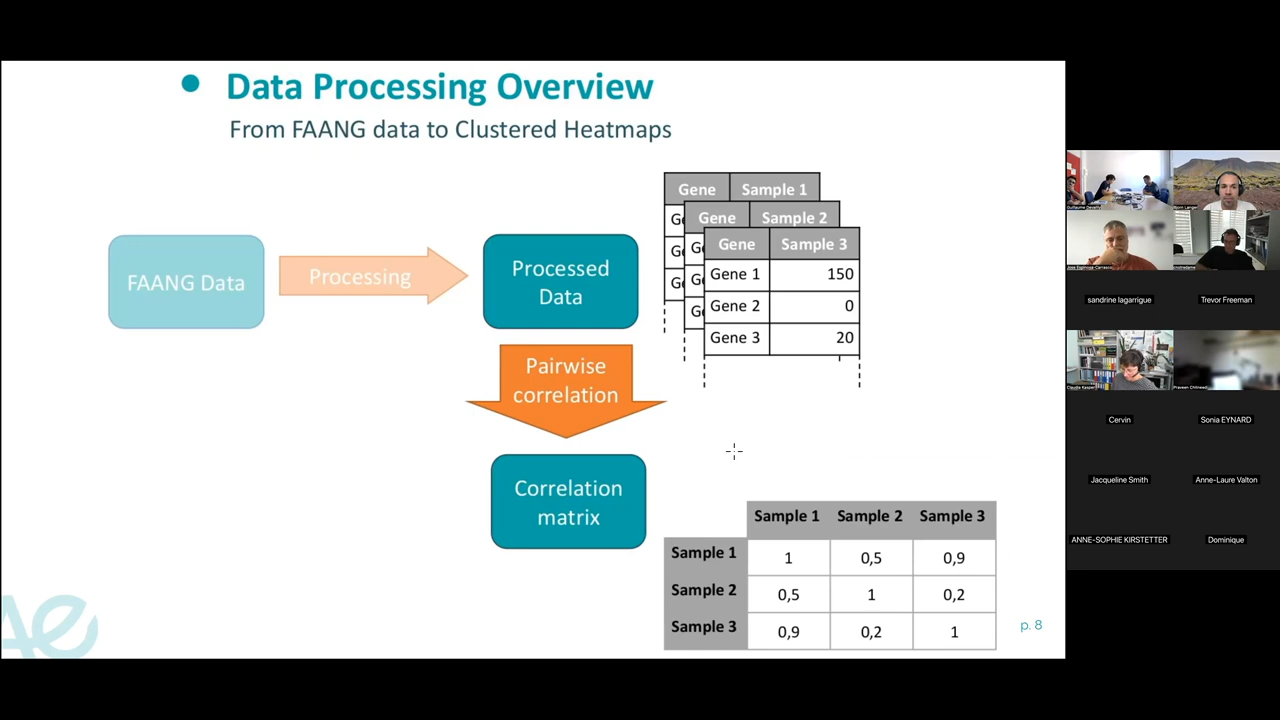 Data Processing Overview
From FAANG data to Clustered Heatmaps
FAANG Data
Processing
Processed
Data
Gene Sample 1
Gene Sample 2
Gene Sample 3
Gene 1 150
Gene 2 0
Gene 3 20
Pairwise
correlation
Correlation
matrix
Sample 1 Sample 2 Sample 3
Sample 1 1 0,5 0,9
Sample 2 0,5 1 0,2
Sample 3 0,9 0,2 1
p. 8
sandrine lagarrigue
Trevor Freeman
Cervin
Sonia EYNARD
Jacqueline Smith
Anne-Laure Valton
ANNE-SOPHIE KIRSTETTER
Dominique